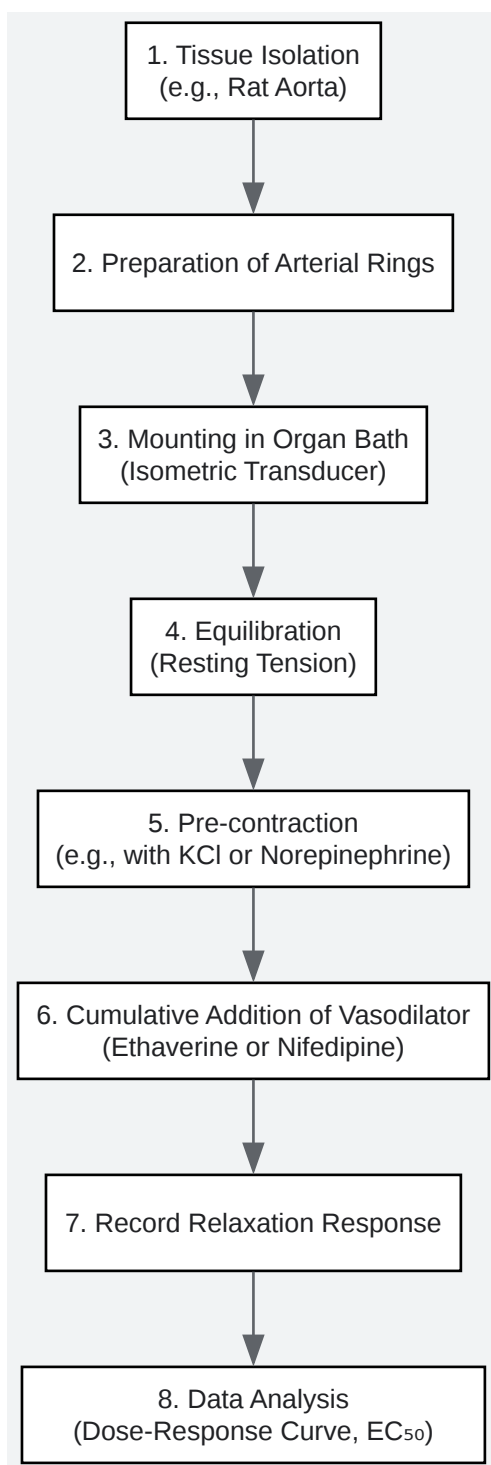 1. Tissue Isolation
(e.g., Rat Aorta)
2. Preparation of Arterial Rings
3. Mounting in Organ Bath
(Isometric Transducer)
4. Equilibration
(Resting Tension)
5. Pre-contraction
(e.g., with KCl or Norepinephrine)
6. Cumulative Addition of Vasodilator
(Ethaverine or Nifedipine)
7. Record Relaxation Response
8. Data Analysis
(Dose-Response Curve, EC₅₀)